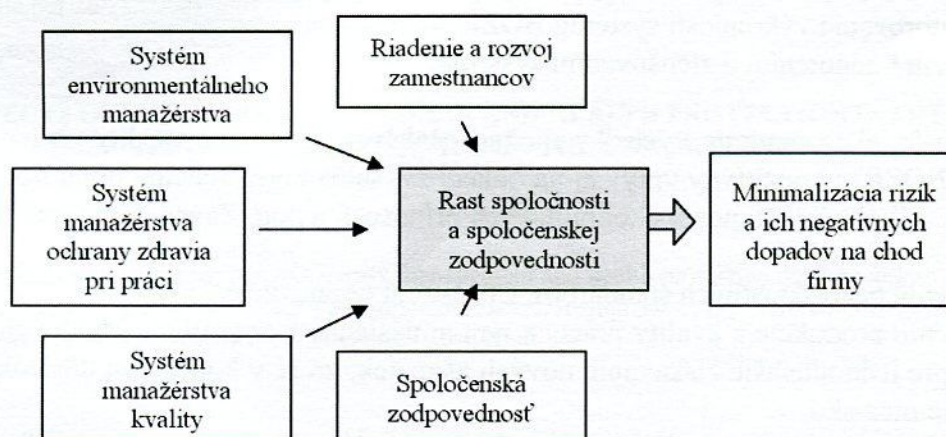 Systém
environmentálneho
manažérstva
Riadenie a rozvoj
zamestnancov
Systém
manažérstva
ochrany zdravia
pri práci
Rast spoločnosti
a spoločenskej
zodpovednosti
Minimalizácia rizík
a ich negatívnych
dopadov na chod
firmy
Systém
manažérstva
kvality
Spoločenská
zodpovednosť